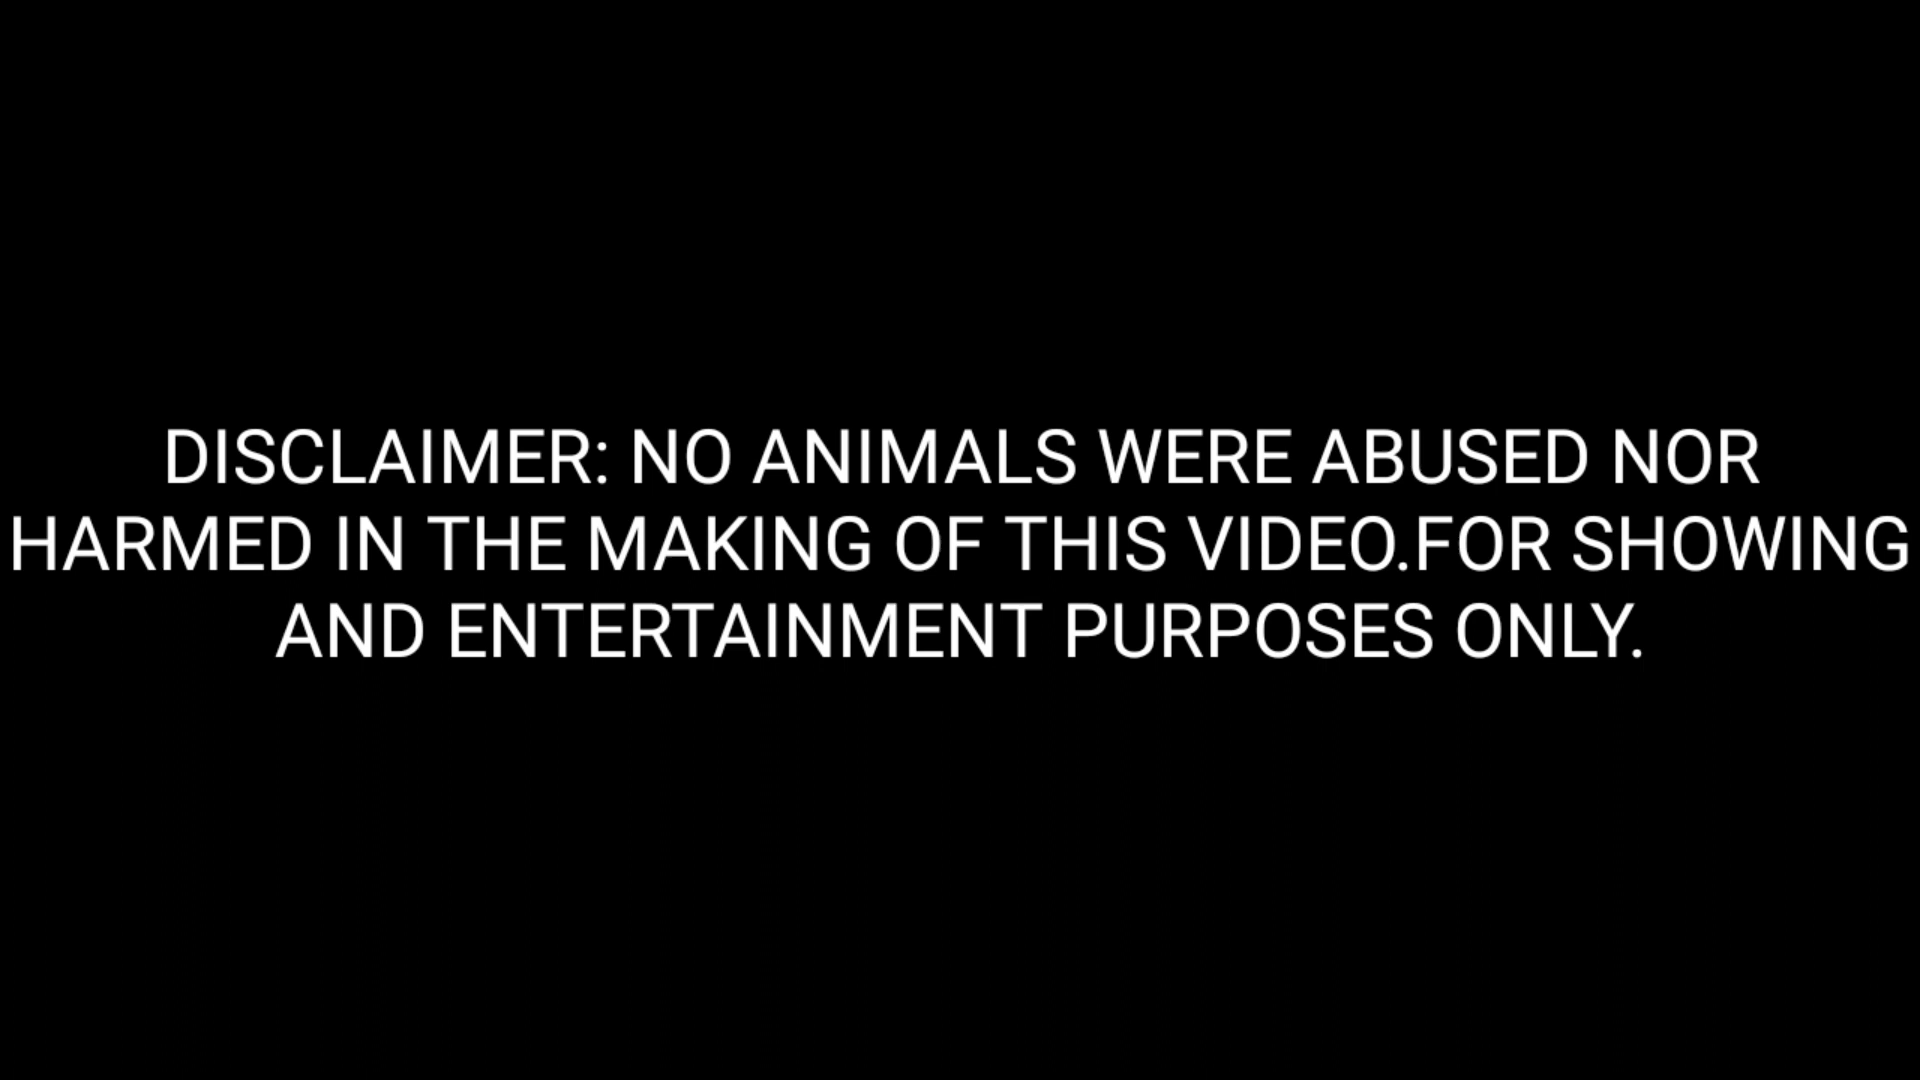 DISCLAIMER: NO ANIMALS WERE ABUSED NOR
HARMED IN THE MAKING OF THIS VIDEO.FOR SHOWING
AND ENTERTAINMENT PURPOSES ONLY.